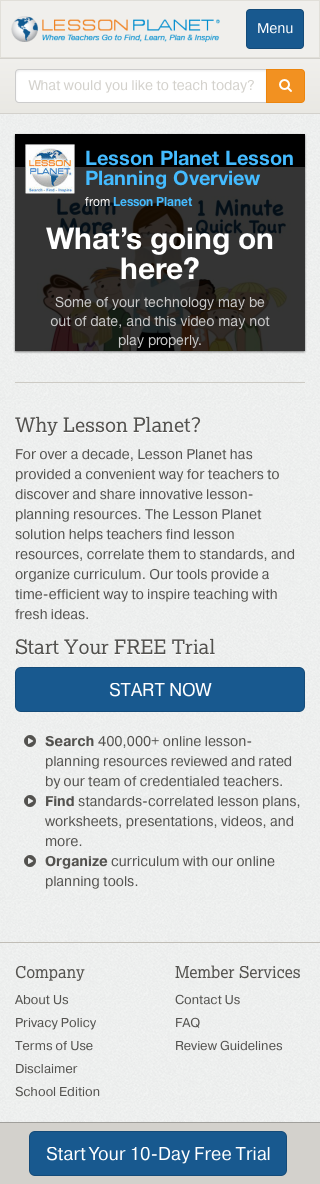 LESSON PLANET®
Where Teachers Go to Find, Learn, Plan & Inspire
Menu
What would you like to teach today?
LESSON
PLANET
Search - Find - Inspire
Lesson Planet Lesson
Planning Overview
from Lesson Planet
Learn
More
1 Minute
Quick Tour
What's going on
here?
Some of your technology may be
out of date, and this video may not
play properly.
Why Lesson Planet?
For over a decade, Lesson Planet has
provided a convenient way for teachers to
discover and share innovative lesson-
planning resources. The Lesson Planet
solution helps teachers find lesson
resources, correlate them to standards, and
organize curriculum. Our tools provide a
time-efficient way to inspire teaching with
fresh ideas.
Start Your FREE Trial
START NOW
Search 400,000+ online lesson-
planning resources reviewed and rated
by our team of credentialed teachers.
Find standards-correlated lesson plans,
worksheets, presentations, videos, and
more.
Organize curriculum with our online
planning tools.
Company
About Us
Privacy Policy
Terms of Use
Disclaimer
School Edition
Member Services
Contact Us
FAQ
Review Guidelines
Start Your 10-Day Free Trial